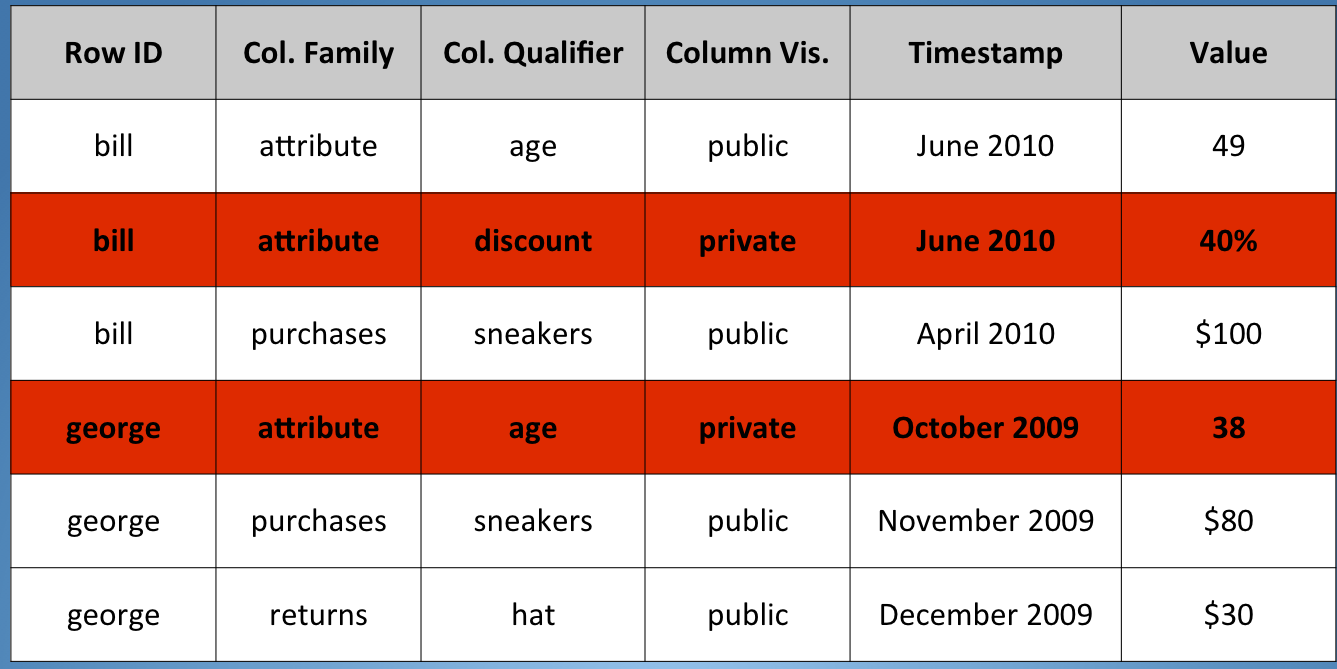 Row ID Col. Family Col. Qualifier Column Vis. Timestamp Value
bill attribute age public June 2010 49
bill attribute discount private June 2010 40%
bill purchases sneakers public April 2010 $100
george attribute age private October 2009 38
george purchases sneakers public November 2009 $80
george returns hat public December 2009 $30